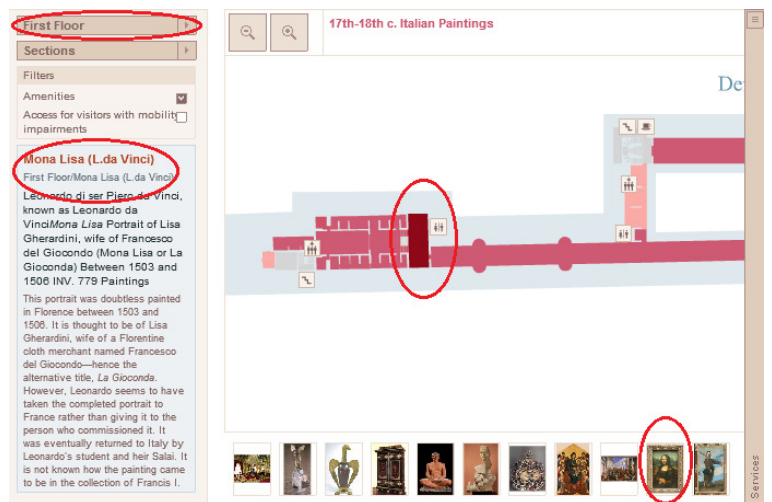 First Floor
Sections
Filters
Amenities
Access for visitors with mobility
impairments
Mona Lisa (L.da Vinci)
First Floor/Mona Lisa (L.da Vinci)
Leonardo di ser Piero da Vinci,
known as Leonardo da
VinciMona Lisa Portrait of Lisa
Gherardini, wife of Francesco
del Giocondo (Mona Lisa or La
Gioconda) Between 1503 and
1506 INV. 779 Paintings
This portrait was doubtless painted
in Florence between 1503 and
1506. It is thought to be of Lisa
Gherardini, wife of a Florentine
cloth merchant named Francesco
del Giocondo—hence the
alternative title, La Gioconda.
However, Leonardo seems to have
taken the completed portrait to
France rather than giving it to the
person who commissioned it. It
was eventually returned to Italy by
Leonardo's student and heir Salai. It
is not known how the painting came
to be in the collection of Francis I.
17th-18th c. Italian Paintings
De
Services